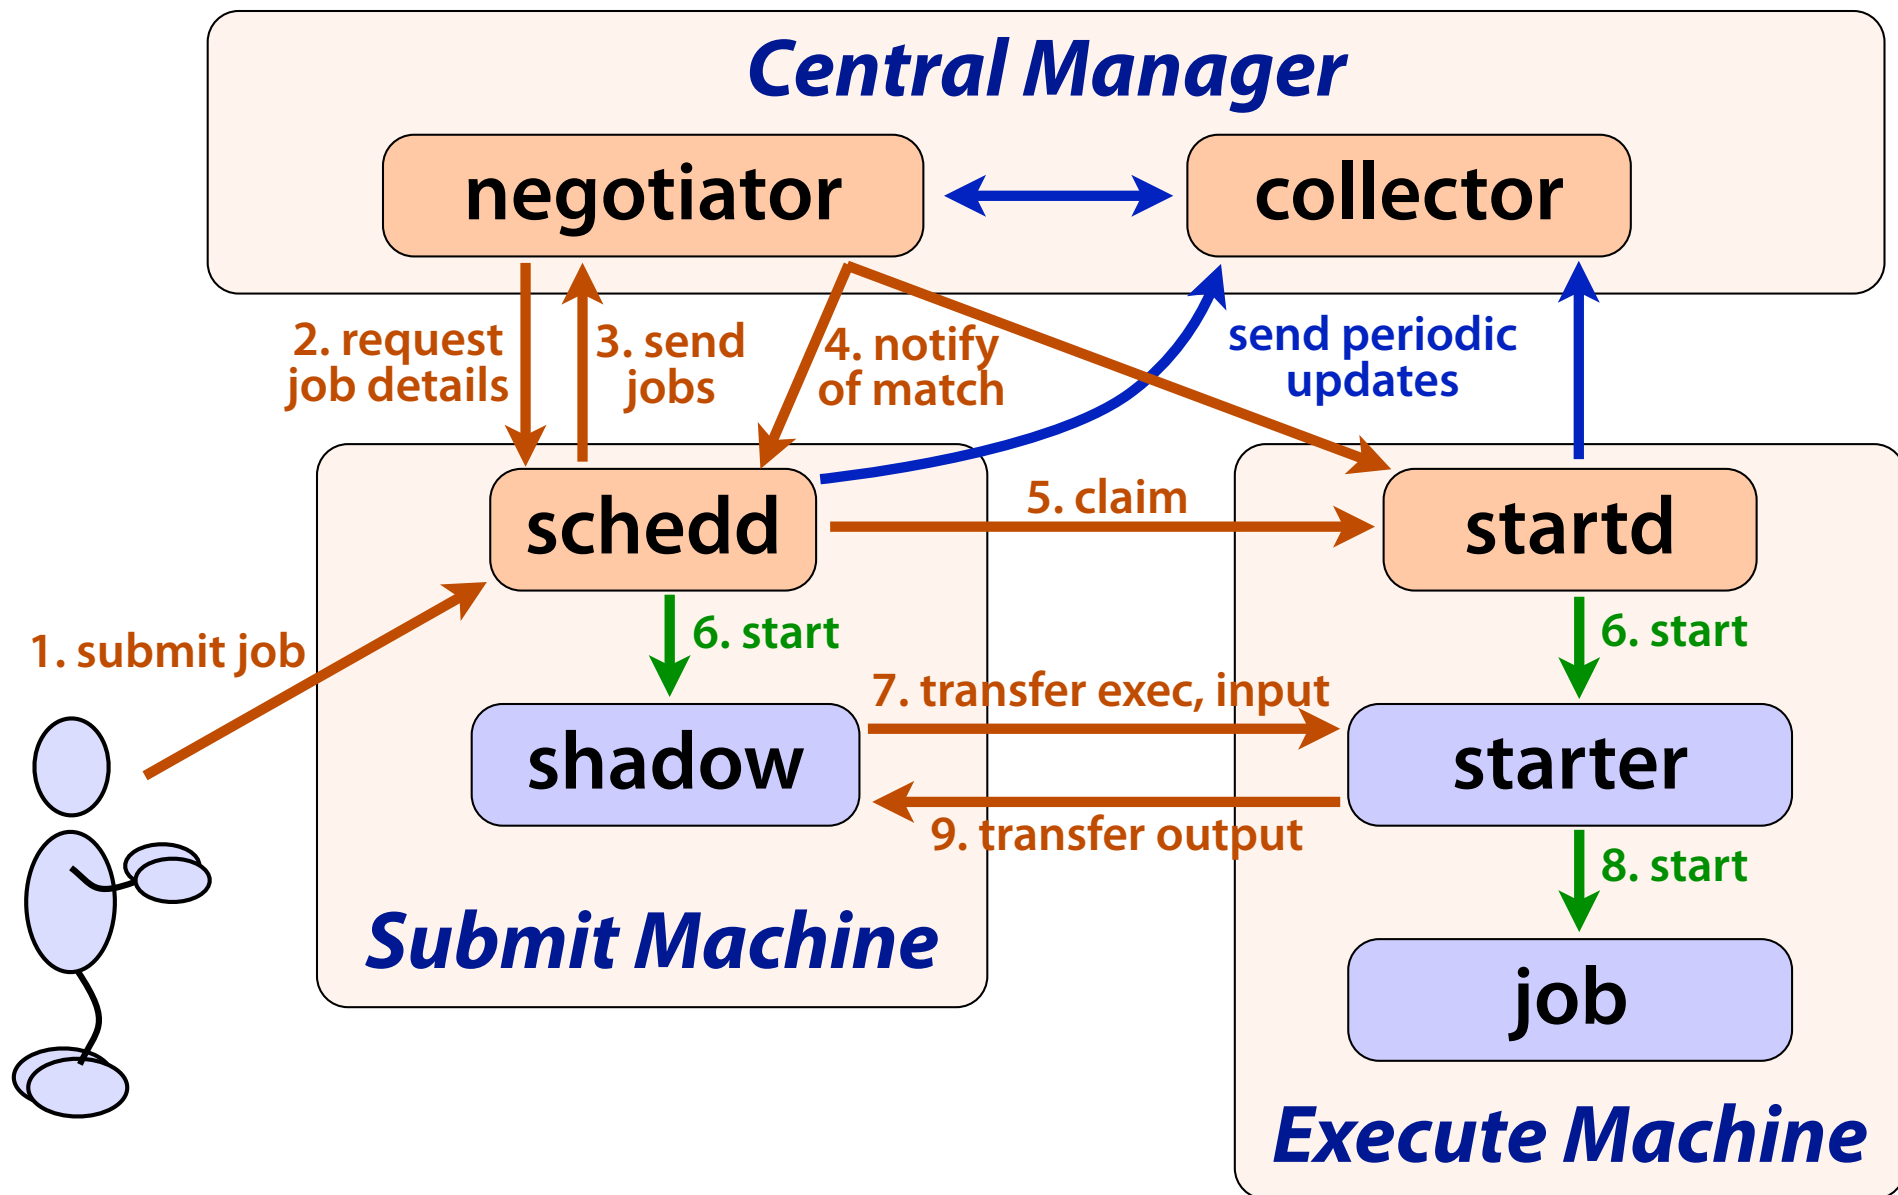 Central Manager
negotiator
collector
2. request
job details
3. send
jobs
4. notify
of match
send periodic
updates
schedd
5. claim
startd
1. submit job
6. start
6. start
7. transfer exec, input
shadow
starter
9. transfer output
8. start
Submit Machine
job
Execute Machine